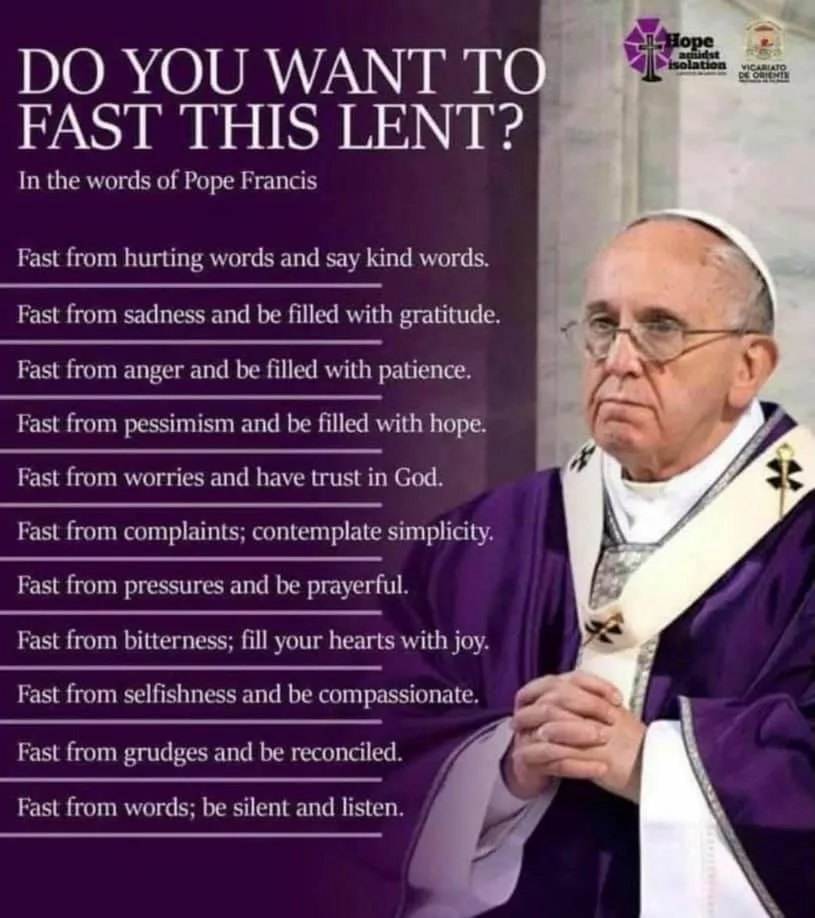 DO YOU WANT TO
FAST THIS LENT?
In the words of Pope Francis
Hope
amidst
isolation
VICARIATO
DE ORIENTE
Fast from hurting words and say kind words.
Fast from sadness and be filled with gratitude.
Fast from anger and be filled with patience.
Fast from pessimism and be filled with hope.
Fast from worries and have trust in God.
Fast from complaints; contemplate simplicity.
Fast from pressures and be prayerful.
Fast from bitterness; fill your hearts with joy.
Fast from selfishness and be compassionate.
Fast from grudges and be reconciled.
Fast from words; be silent and listen.